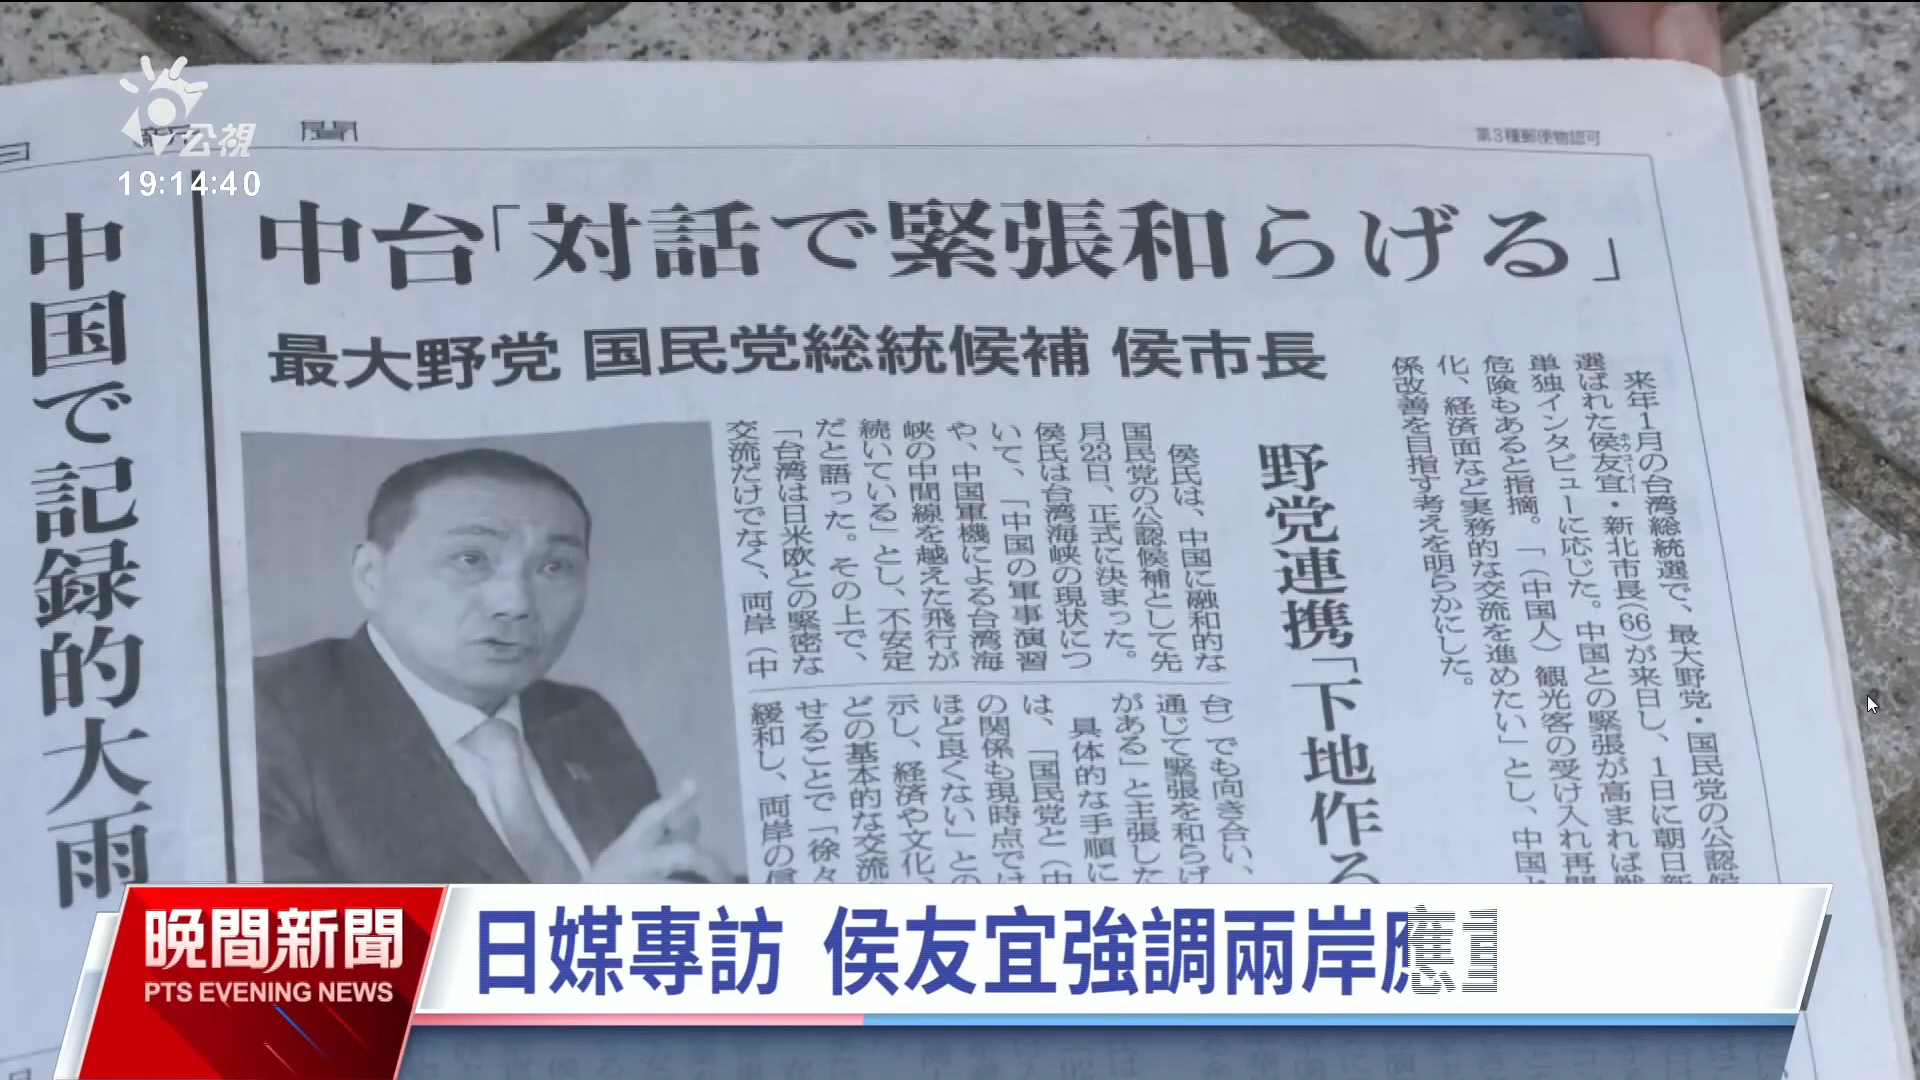 公視
19:14:40
聞
第3種郵便物認可
中台「対話で緊張和らげる」
最大野党 国民党総統候補 侯市長
来年1月の台湾総統選で、最大野党・国民党の公認候
選ばれた侯友宜・新北市長(66)が来日し、1日に朝日新
単独インタビューに応じた。中国との緊張が高まれば戦
危険もあると指摘。「(中国人)観光客の受け入れ再開
化、経済面など実務的な交流を進めたい」とし、中国と
係改善を目指す考えを明らかにした。
野党連携「下地作る
侯氏は、中国に融和的な
国民党の公認候補として先
月23日、正式に決まった。
侯氏は台湾海峡の現状につ
いて、「中国の軍事演習
や、中国軍機による台湾海
峡の中間線を越えた飛行が
続いている」とし、不安定
だと語った。その上で、
「台湾は日米欧との緊密な
交流だけでなく、両岸(中
台)でも向き合い、
通じて緊張を和らげ
がある」と主張した
具体的な手順に
は、「国民党と(中
の関係も現時点では
ほど良くない」との
示し、経済や文化、
どの基本的な交流
せることで「徐々
緩和し、両岸の信
中国で記録的大雨
晚間新聞
PTS EVENING NEWS
日媒專訪 侯友宜強調兩岸應重